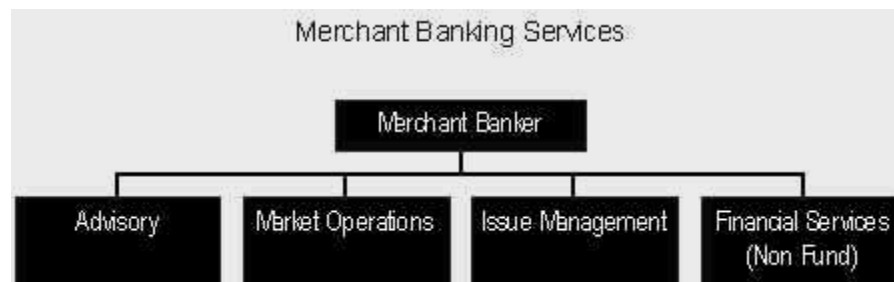 Merchant Banking Services
Merchant Banker
Advisory
Market Operations
Issue Management
Financial Services
(Non Fund)